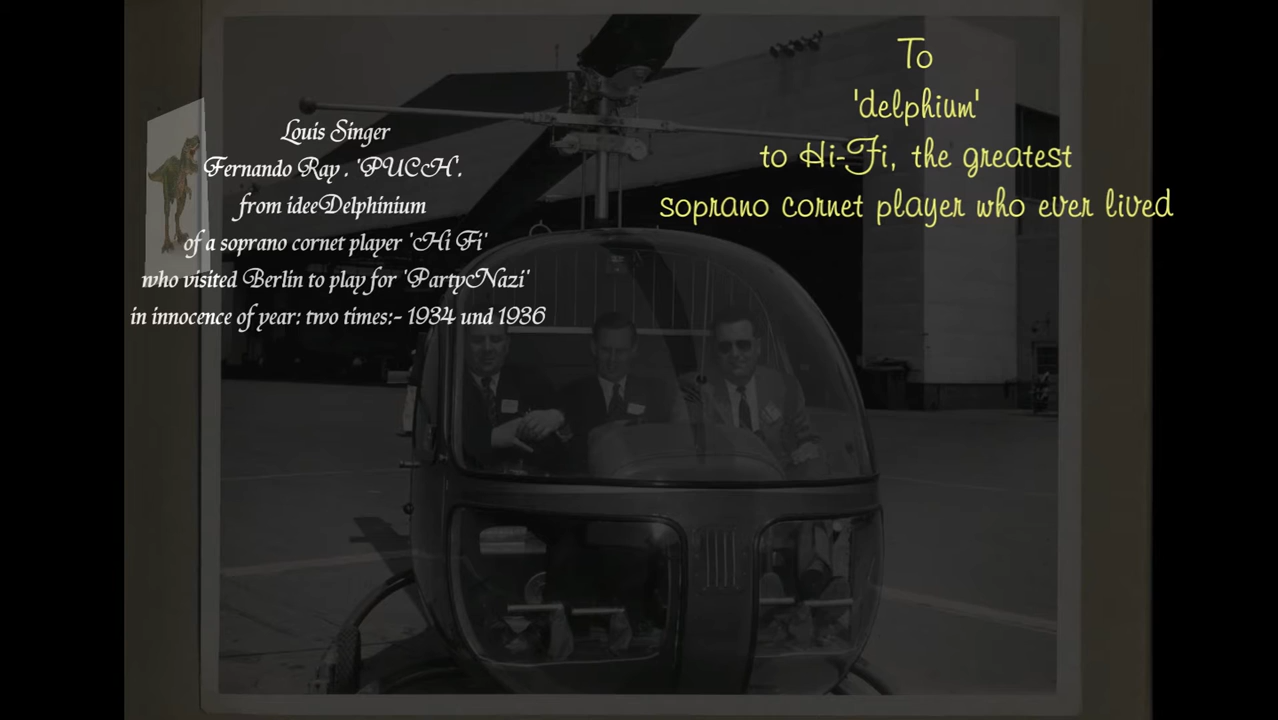 Louis Singer
Fernando Ray . 'PUCH'.
from ideeDelphinium
of a soprano cornet player 'Hi Fi'
who visited Berlin to play for 'PartyNazi'
in innocence of year: two times:- 1934 und 1936
To
'delphium'
to Hi-Fi, the greatest
soprano cornet player who ever lived